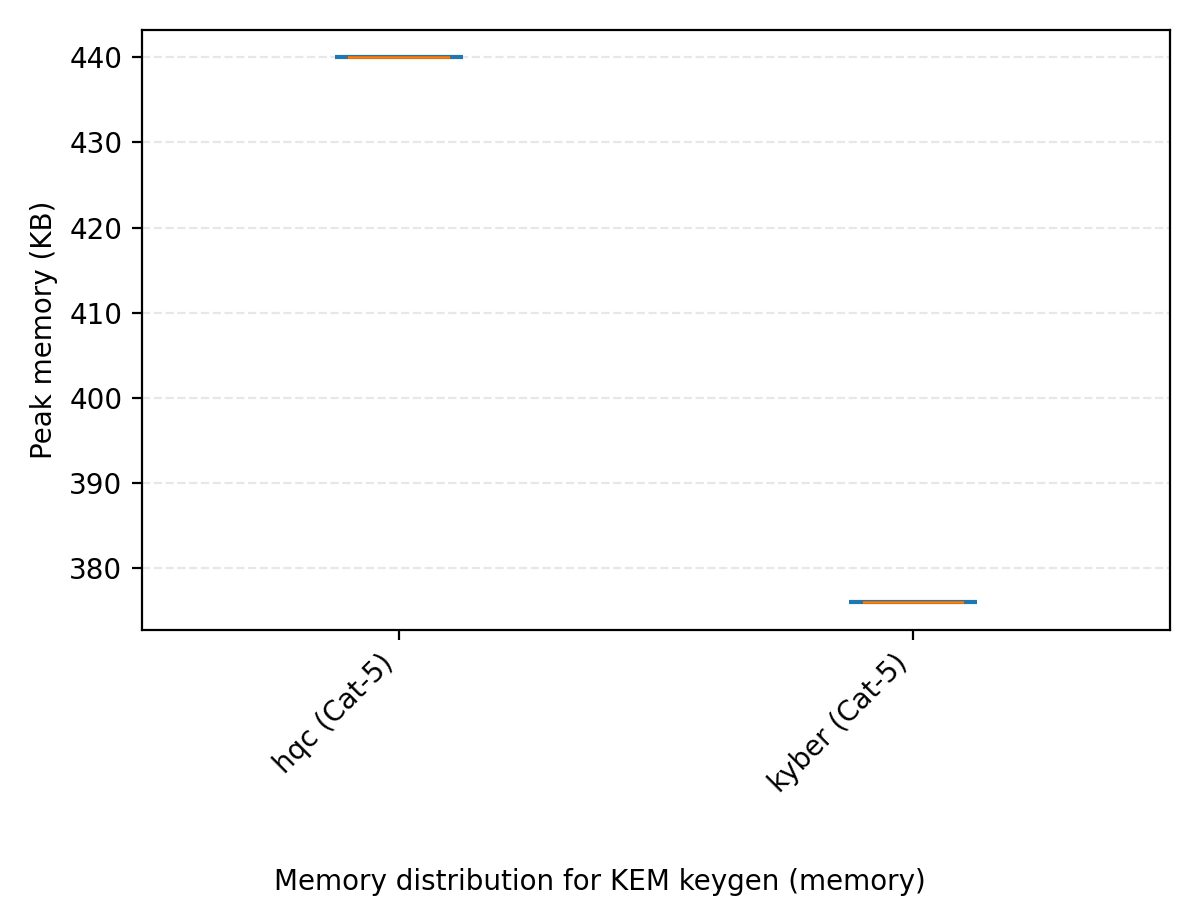 440
430
420
410
400
390
380
Peak memory (KB)
hqc (Cat-5)
kyber (Cat-5)
Memory distribution for KEM keygen (memory)